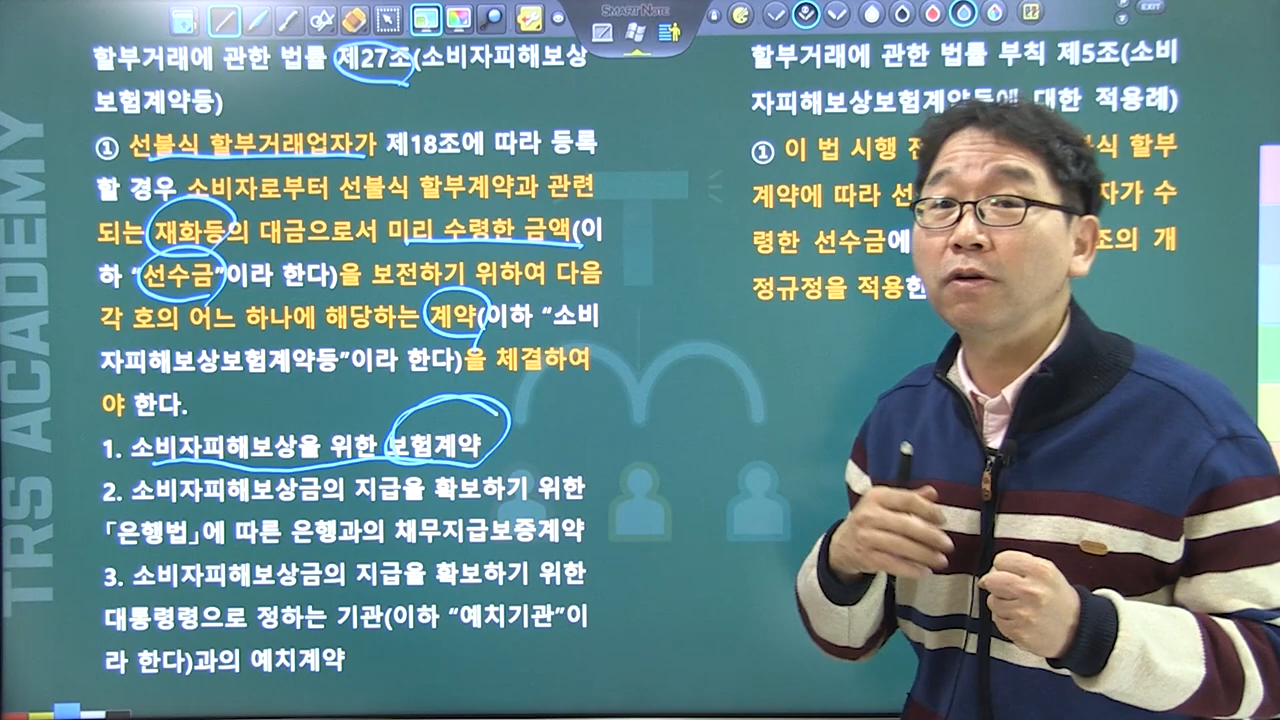 SMART NOTE
EXIT
TRS ACADEMY
할부거래에 관한 법률 제27조(소비자피해보상
보험계약등)
① 선불식 할부거래업자가 제18조에 따라 등록
할 경우 소비자로부터 선불식 할부계약과 관련
되는 재화등의 대금으로서 미리 수령한 금액(이
하 “선수금”이라 한다)을 보전하기 위하여 다음
각 호의 어느 하나에 해당하는 계약(이하 “소비
자피해보상보험계약등”이라 한다)을 체결하여
야 한다.
1. 소비자피해보상을 위한 보험계약
2. 소비자피해보상금의 지급을 확보하기 위한
「은행법」에 따른 은행과의 채무지급보증계약
3. 소비자피해보상금의 지급을 확보하기 위한
대통령령으로 정하는 기관(이하 “예치기관”이
라 한다)과의 예치계약
할부거래에 관한 법률 부칙 제5조(소비
자피해보상보험계약등에 대한 적용례)
① 이 법 시행 할부
계약에 따라 수
령한 선수금에 개
정규정을 적용한